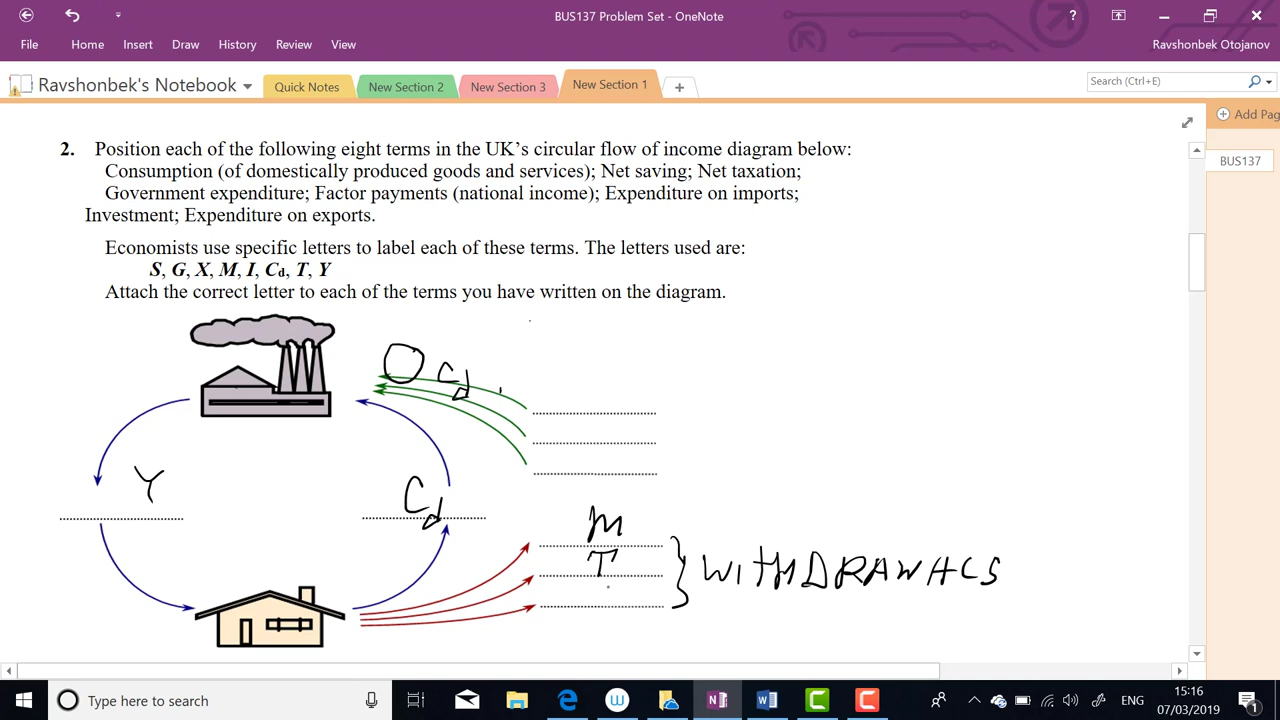 BUS137 Problem Set - OneNote
?
File Home Insert Draw History Review View
Ravshonbek Otojanov
Ravshonbek's Notebook Quick Notes New Section 2 New Section 3 New Section 1 +
Search (Ctrl+E)
Add Pag
BUS137
2. Position each of the following eight terms in the UK's circular flow of income diagram below:
Consumption (of domestically produced goods and services); Net saving; Net taxation;
Government expenditure; Factor payments (national income); Expenditure on imports;
Investment; Expenditure on exports.
Economists use specific letters to label each of these terms. The letters used are:
S, G, X, M, I, Cd, T, Y
Attach the correct letter to each of the terms you have written on the diagram.
O Cd
Y
Cd
M
T
} WITHDRAWALS
Type here to search
ENG
15:16
07/03/2019
1